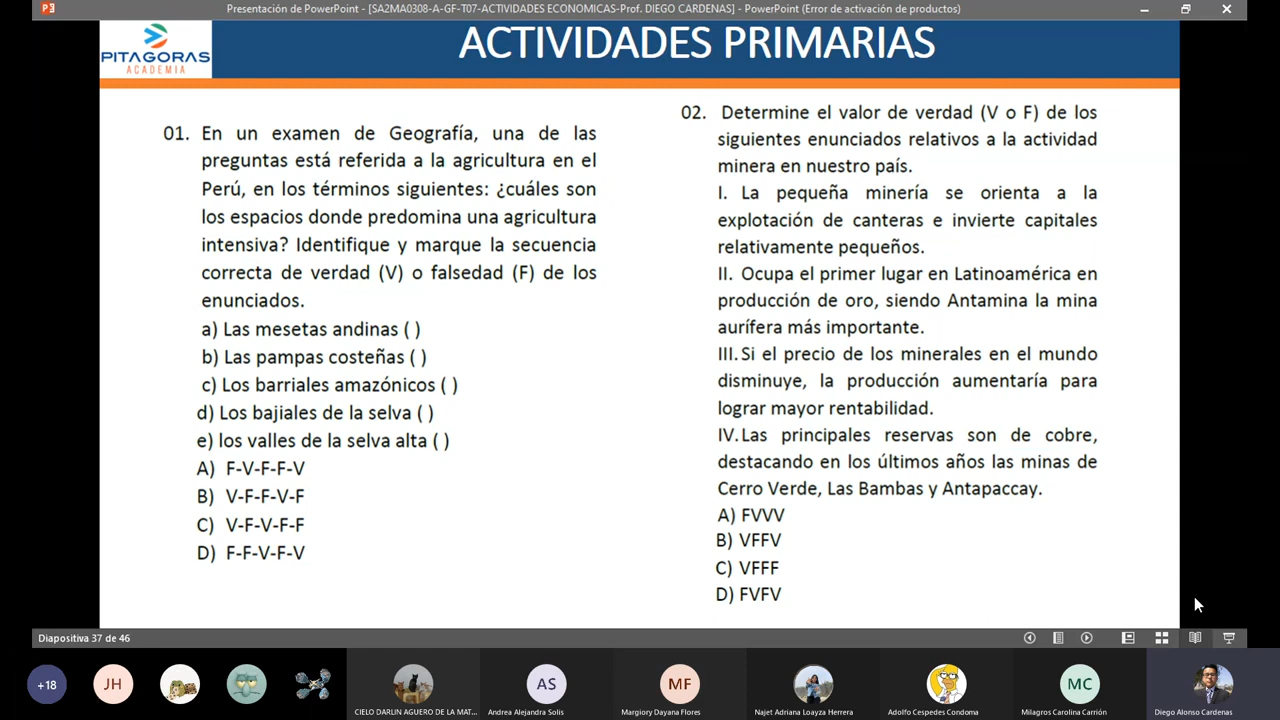 Presentación de PowerPoint - [SA2MA0308-A-GF-T07-ACTIVIDADES ECONOMICAS-Prof. DIEGO CARDENAS] - PowerPoint (Error de activación de productos)
PITAGORAS
ACADEMIA
ACTIVIDADES PRIMARIAS
01. En un examen de Geografía, una de las
preguntas está referida a la agricultura en el
Perú, en los términos siguientes: ¿cuáles son
los espacios donde predomina una agricultura
intensiva? Identifique y marque la secuencia
correcta de verdad (V) o falsedad (F) de los
enunciados.
a) Las mesetas andinas ( )
b) Las pampas costeñas ( )
c) Los barriales amazónicos ( )
d) Los bajiales de la selva ( )
e) los valles de la selva alta ( )
A) F-V-F-F-V
B) V-F-F-V-F
C) V-F-V-F-F
D) F-F-V-F-V
02. Determine el valor de verdad (V o F) de los
siguientes enunciados relativos a la actividad
minera en nuestro país.
I. La pequeña minería se orienta a la
explotación de canteras e invierte capitales
relativamente pequeños.
II. Ocupa el primer lugar en Latinoamérica en
producción de oro, siendo Antamina la mina
aurífera más importante.
III. Si el precio de los minerales en el mundo
disminuye, la producción aumentaría para
lograr mayor rentabilidad.
IV. Las principales reservas son de cobre,
destacando en los últimos años las minas de
Cerro Verde, Las Bambas y Antapaccay.
A) FVVV
B) VFFV
C) VFFF
D) FVFV
Diapositiva 37 de 46
+18
JH
CIELO DARLIN AGUERO DE LA MAT...
AS
Andrea Alejandra Solis
MF
Margiory Dayana Flores
Najet Adriana Loayza Herrera
Adolfo Cespedes Condoma
MC
Milagros Carolina Carrión
Diego Alonso Cardenas